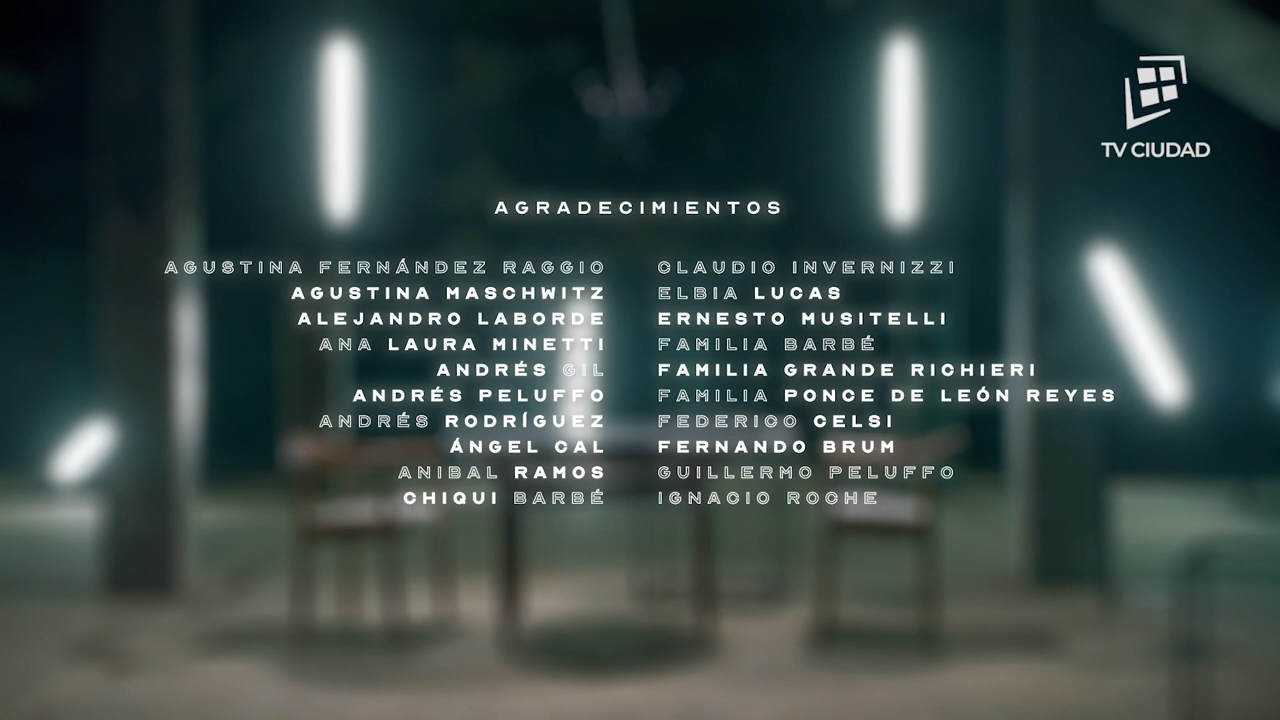 TV CIUDAD
AGRADECIMIENTOS
AGUSTINA FERNÁNDEZ RAGGIO
AGUSTINA MASCHWITZ
ALEJANDRO LABORDE
ANA LAURA MINETTI
ANDRÉS GIL
ANDRÉS PELUFFO
ANDRÉS RODRÍGUEZ
ÁNGEL CAL
ANIBAL RAMOS
CHIQUI BARBÉ
CLAUDIO INVERNIZZI
ELBIA LUCAS
ERNESTO MUSITELLI
FAMILIA BARBÉ
FAMILIA GRANDE RICHIERI
FAMILIA PONCE DE LEÓN REYES
FEDERICO CELSI
FERNANDO BRUM
GUILLERMO PELUFFO
IGNACIO ROCHE